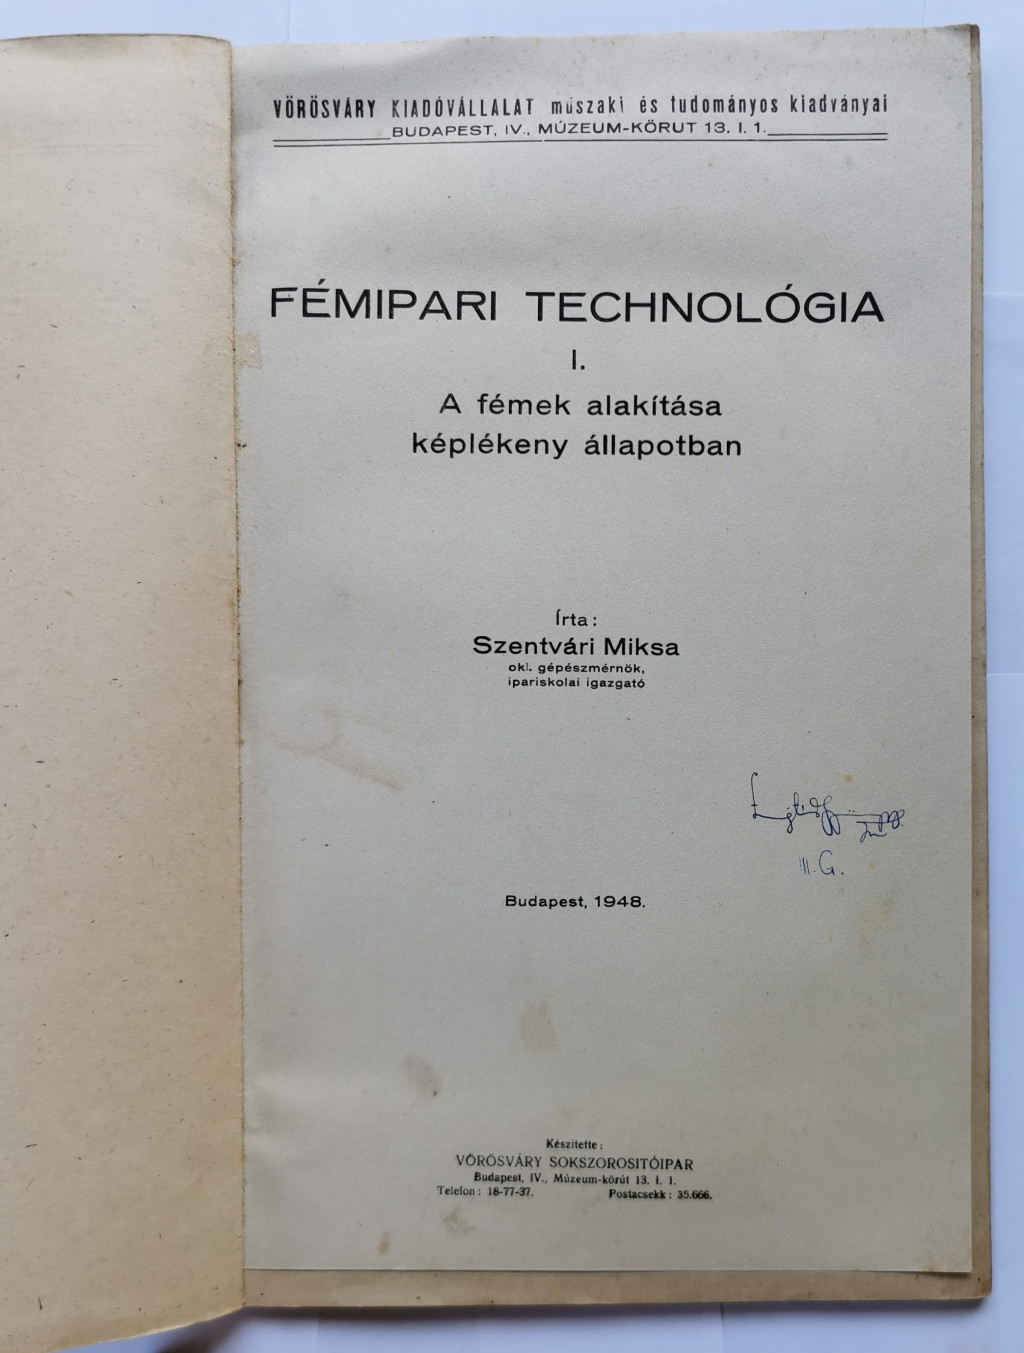 VÖRÖSVÁRY KIADÓVÁLLALAT műszaki és tudományos kiadványai
BUDAPEST, IV., MÚZEUM-KÖRUT 13. I. 1.
FÉMIPARI TECHNOLÓGIA
I.
A fémek alakítása
képlékeny állapotban
Írta:
Szentvári Miksa
okl. gépészmérnök,
ipariskolai igazgató
III. G.
Budapest, 1948.
Készitette:
VÖRÖSVÁRY SOKSZOROSITÓIPAR
Budapest, IV., Múzeum-körút 13. I. 1.
Telefon: 18-77-37. Postacsekk: 35.666.